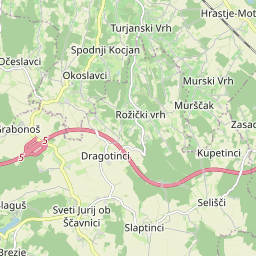 Hrastje-Mot
Turjanski Vrh
Spodnji Kocjan
Očeslavci
Okoslavci
Murski Vrh
Murščak
Rožički vrh
Zasad
Grabonoš
5
5
Dragotinci
Kupetinci
Selišči
Blaguš
Sveti Jurij ob
Ščavnici
Slaptinci
Brezje